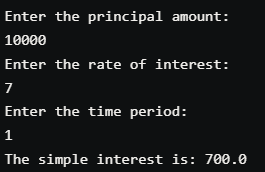 Enter the principal amount:
10000
Enter the rate of interest:
7
Enter the time period:
1
The simple interest is: 700.0